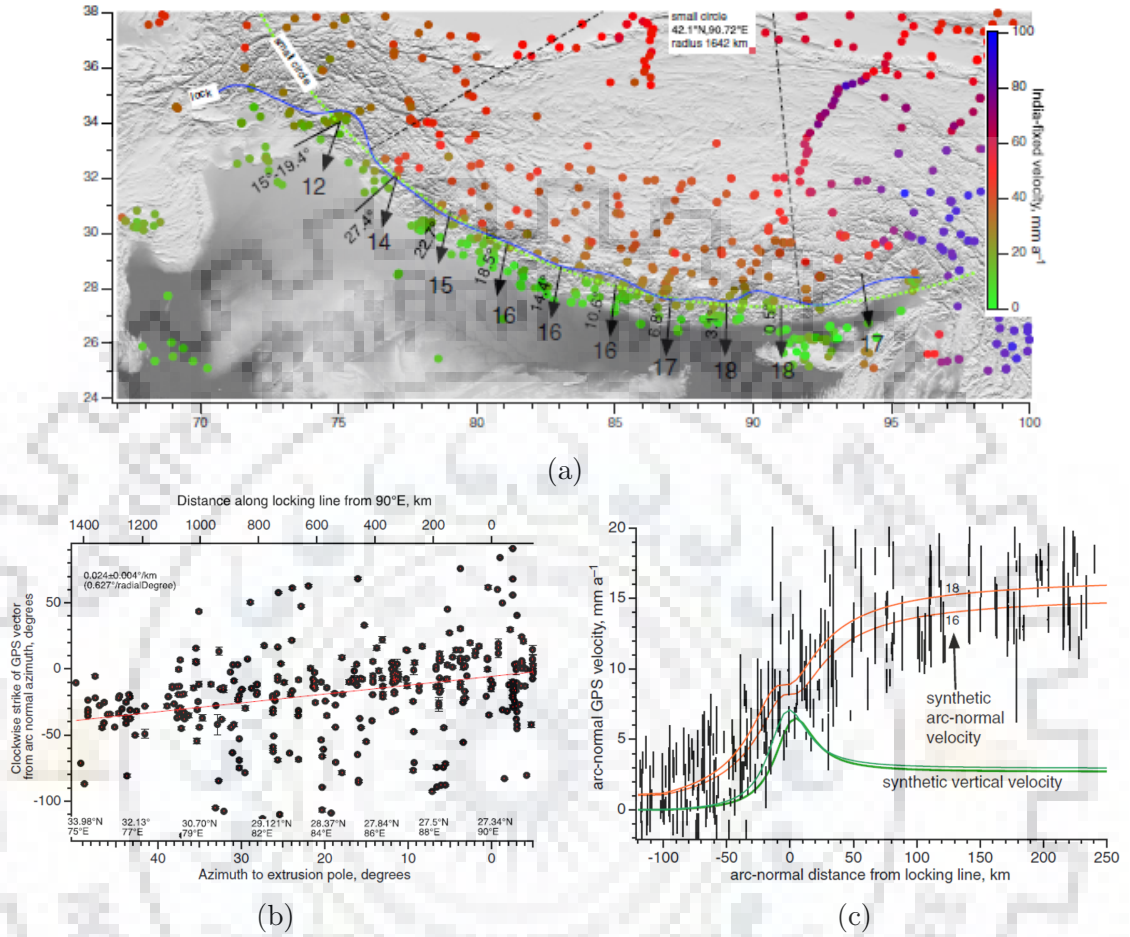 38
36
34
32
30
28
26
24
70
75
80
85
90
95
100
small circle
42.1°N,90.72°E
radius 1642 km
small circle
lock
100
80
60
40
20
0
India-fixed velocity, mm a⁻¹
15°-19.4°
12
27.4°
14
22.7°
15
18.5°
16
14.4°
16
10.6°
16
6.8°
17
3.1°
18
0.5°
18
17
(a)
Distance along locking line from 90°E, km
1400 1200 1000 800 600 400 200 0
0.024±0.004°/km
(0.627°/radialDegree)
Clockwise strike of GPS vector
from arc normal azimuth, degrees
50
0
-50
-100
33.98°N 32.13° 30.70°N 29.121°N 28.37°N 27.84°N 27.5°N 27.34°N
75°E 77°E 79°E 82°E 84°E 86°E 88°E 90°E
40 30 20 10 0
Azimuth to extrusion pole, degrees
(b)
20
15
10
5
0
arc-normal GPS velocity, mm a⁻¹
18
16
synthetic
arc-normal
velocity
synthetic vertical velocity
-100 -50 0 50 100 150 200 250
arc-normal distance from locking line, km
(c)